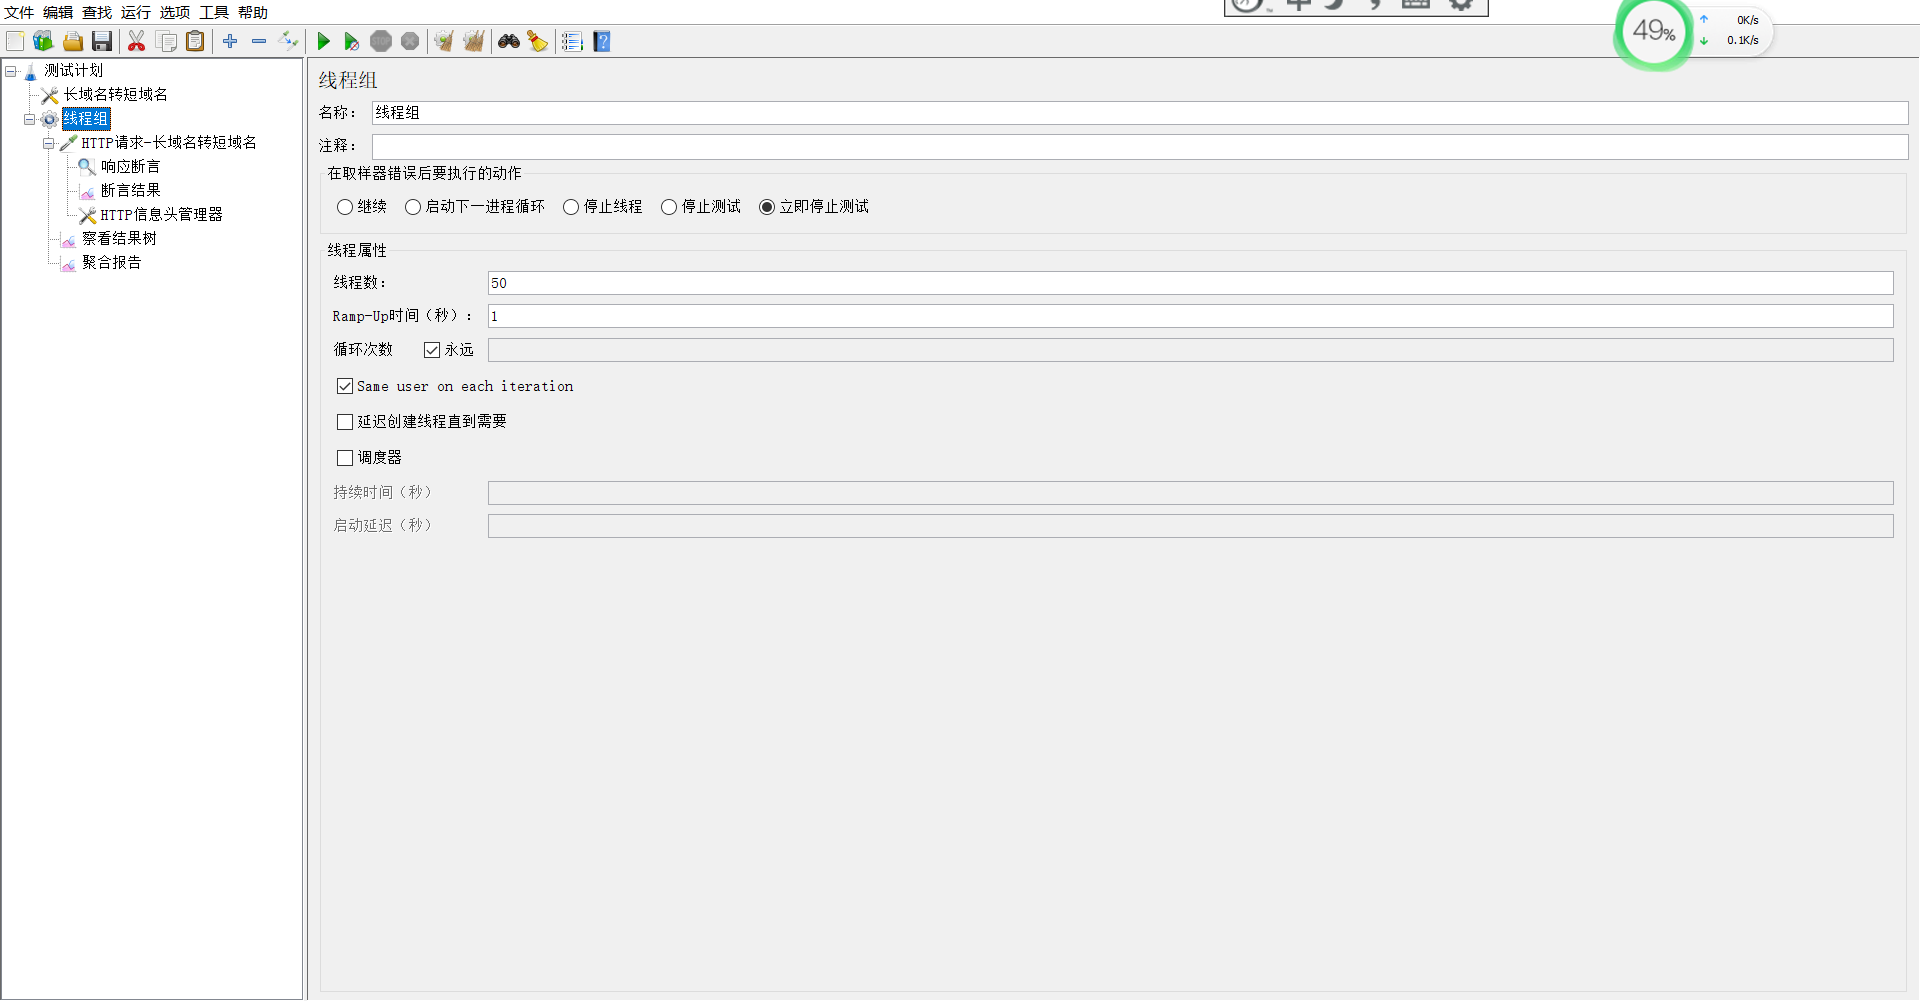 文件 编辑 查找 运行 选项 工具 帮助
49%
0K/s
0.1K/s
STOP
测试计划
长域名转短域名
线程组
HTTP请求-长域名转短域名
响应断言
断言结果
HTTP信息头管理器
察看结果树
聚合报告
线程组
名称： 线程组
注释：
在取样器错误后要执行的动作
继续 启动下一进程循环 停止线程 停止测试 立即停止测试
线程属性
线程数： 50
Ramp-Up时间（秒）： 1
循环次数 永远
Same user on each iteration
延迟创建线程直到需要
调度器
持续时间（秒）
启动延迟（秒）